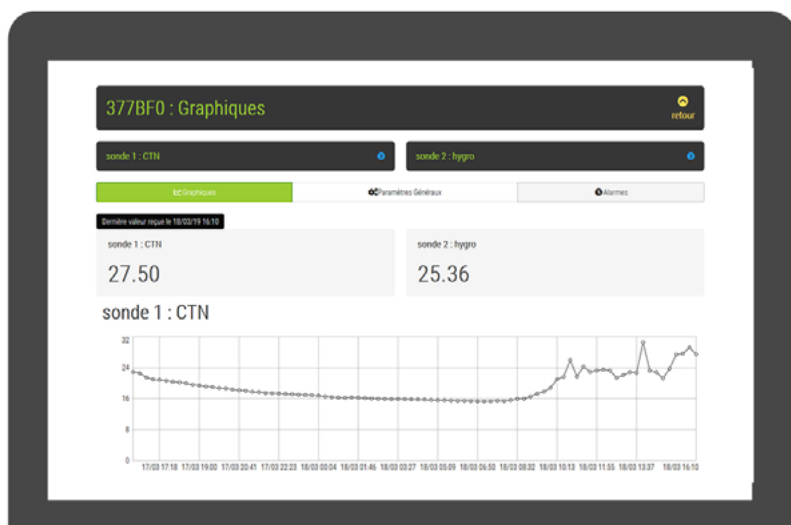 377BF0 : Graphiques
retour
sonde 1 : CTN
sonde 2 : hygro
Graphiques
Paramètres Généraux
Alarmes
Dernière valeur reçue le 18/03/19 16:10
sonde 1 : CTN
sonde 2 : hygro
27.50
25.36
sonde 1 : CTN
32
24
16
8
0
17/03 17:18 17/03 19:00 17/03 20:41 17/03 22:23 18/03 00:04 18/03 01:46 18/03 03:27 18/03 05:09 18/03 06:50 18/03 08:32 18/03 10:13 18/03 11:55 18/03 13:37 18/03 16:10